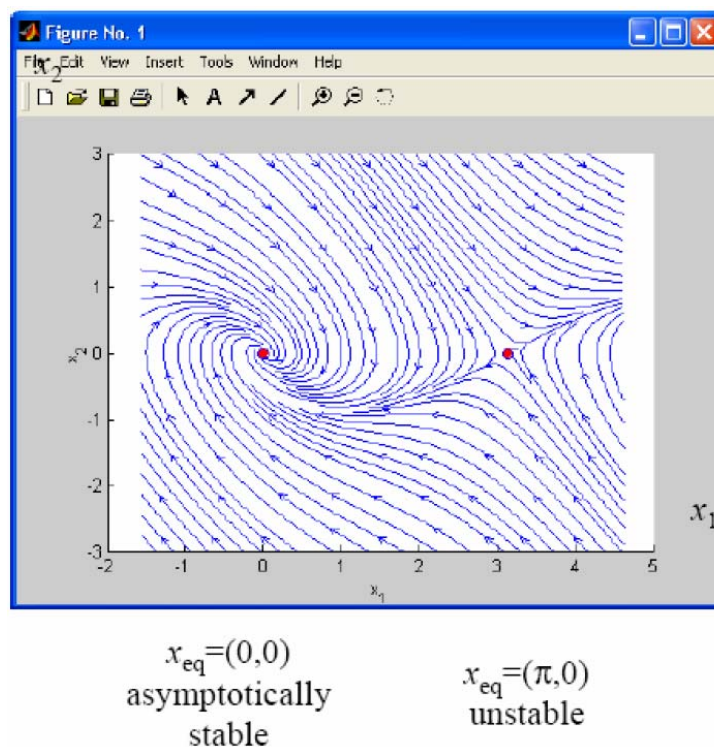 Figure No. 1
File Edit View Insert Tools Window Help
x2
A
3
2
1
0
-1
-2
-3
x2
-2 -1 0 1 2 3 4 5
x1
x1
xeq=(0,0)
asymptotically
stable
xeq=(π,0)
unstable